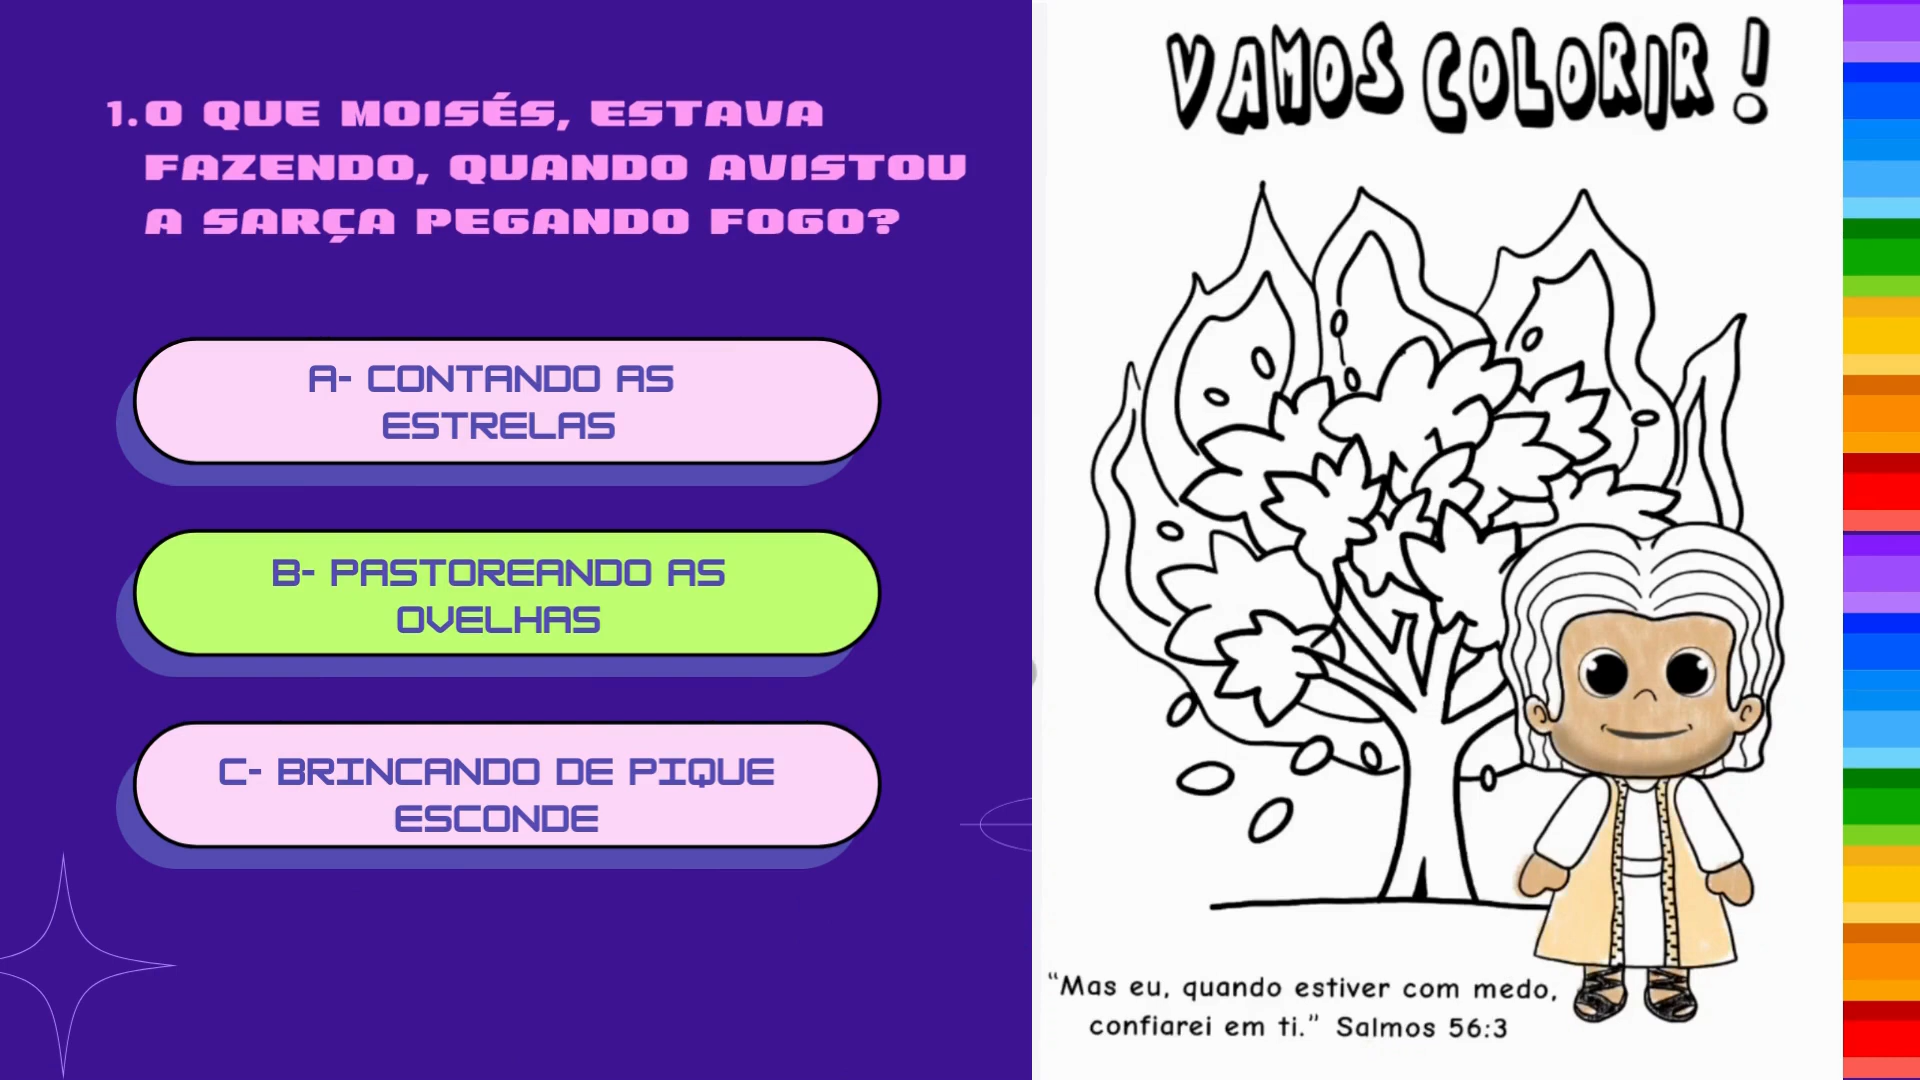 1. O QUE MOISÉS, ESTAVA
FAZENDO, QUANDO AVISTOU
A SARÇA PEGANDO FOGO?
A- CONTANDO AS
ESTRELAS
B- PASTOREANDO AS
OVELHAS
C- BRINCANDO DE PIQUE
ESCONDE
VAMOS COLORIR !
“Mas eu, quando estiver com medo,
confiarei em ti.” Salmos 56:3